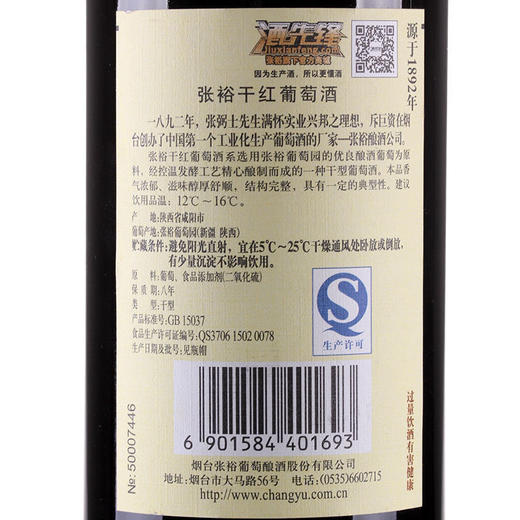 酒先锋
jiuxianfeng.com
张裕旗下官方商城
因为生产酒，所以更懂酒
源于1892年
张裕干红葡萄酒
一八九二年，张弼士先生满怀实业兴邦之理想，斥巨资在烟
台创办了中国第一个工业化生产葡萄酒的厂家—张裕酿酒公司。
张裕干红葡萄酒系选用张裕葡萄园的优良酿酒葡萄为原
料，经控温发酵工艺精心酿制而成的一种干型葡萄酒。本品香
气浓郁、滋味醇厚舒顺，结构完整，具有一定的典型性。建议
饮用品温：12℃～16℃。
产 地：陕西省咸阳市
葡萄产地：张裕葡萄园(新疆 陕西)
贮藏条件：避免阳光直射，宜在5℃～25℃干燥通风处卧放或倒放，
有少量沉淀不影响饮用。
原 料：葡萄、食品添加剂(二氧化硫)
保质期：八年
类 型：干型
产品标准号：GB 15037
食品生产许可证编号：QS3706 1502 0078
生产日期及批号：见瓶帽
生产许可
6 901584 401693
№: 50007446
过量饮酒有害健康
烟台张裕葡萄酿酒股份有限公司
地址：烟台市大马路56号 电话：(0535)6602715
http://www.changyu.com.cn